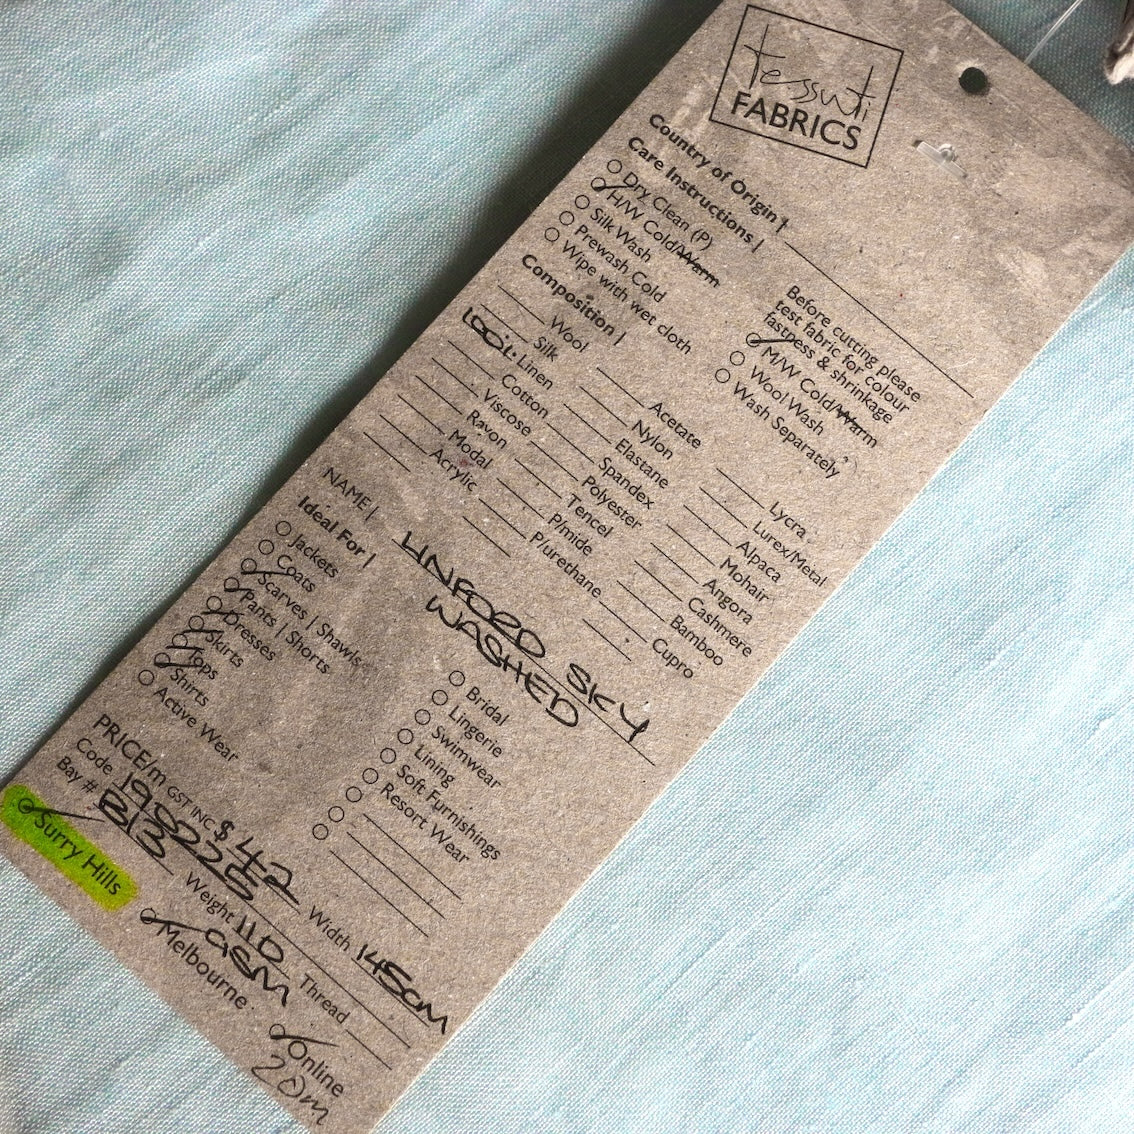 tessuti
FABRICS
Country of Origin |
Care Instructions |
Dry Clean (P)
H/W Cold/Warm
Silk Wash
Prewash Cold
Wipe with wet cloth
Before cutting please
test fabric for colour
fastness & shrinkage
M/W Cold/Warm
Wool Wash
Wash Separately
Composition |
Wool
Silk
100% Linen
Cotton
Viscose
Rayon
Modal
Acrylic
Acetate
Nylon
Elastane
Spandex
Polyester
Tencel
P/mide
P/urethane
Lycra
Lurex/Metal
Alpaca
Mohair
Angora
Cashmere
Bamboo
Cupro
NAME | LINFORD SKY
WASHED
Ideal For |
Jackets
Coats
Scarves | Shawls
Pants | Shorts
Dresses
Skirts
Tops
Shirts
Active Wear
Bridal
Lingerie
Swimwear
Lining
Soft Furnishings
Resort Wear
PRICE/m GST INC $ 42 Width 145cm
Code 190225 Weight 110 GSM Thread
Bay # B13
Surry Hills
Melbourne
Online
20m